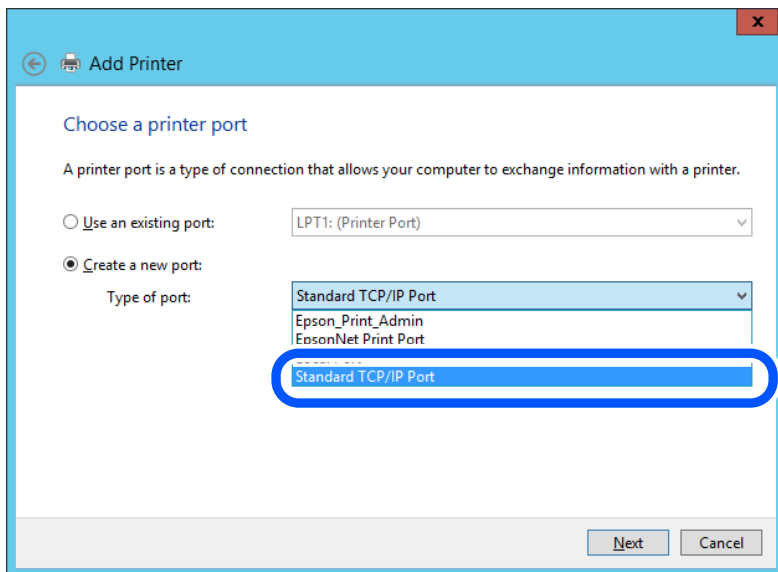 x
Add Printer
Choose a printer port
A printer port is a type of connection that allows your computer to exchange information with a printer.
Use an existing port: LPT1: (Printer Port)
Create a new port:
Type of port: Standard TCP/IP Port
Epson_Print_Admin
EpsonNet Print Port
Standard TCP/IP Port
Next Cancel